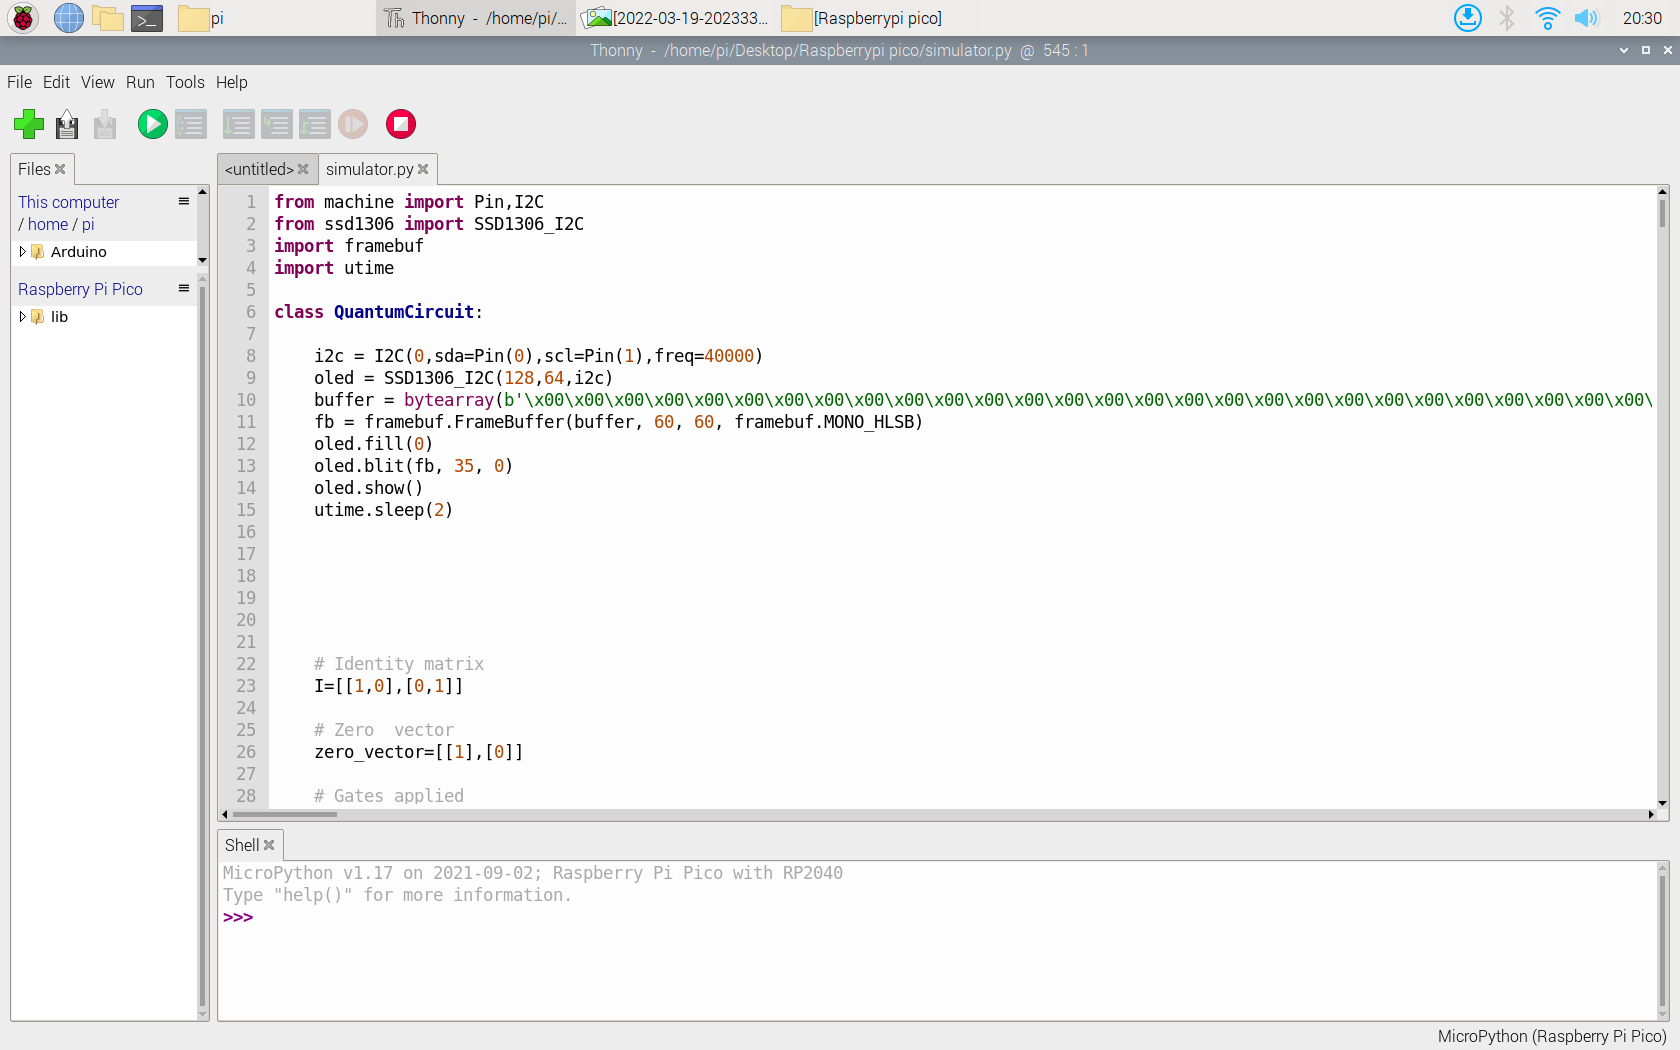 pi
Thonny - /home/pi/...
[2022-03-19-202333...
[Raspberrypi pico]
20:30
Thonny - /home/pi/Desktop/Raspberrypi pico/simulator.py @ 545 : 1
File Edit View Run Tools Help
Files
This computer
/ home / pi
Arduino
Raspberry Pi Pico
lib
<untitled>
simulator.py
1 from machine import Pin,I2C
2 from ssd1306 import SSD1306_I2C
3 import framebuf
4 import utime
5
6 class QuantumCircuit:
7
8     i2c = I2C(0,sda=Pin(0),scl=Pin(1),freq=40000)
9     oled = SSD1306_I2C(128,64,i2c)
10     buffer = bytearray(b'\x00\x00\x00\x00\x00\x00\x00\x00\x00\x00\x00\x00\x00\x00\x00\x00\x00\x00\x00\x00\x00\x00\x00\x00\x00\x00\x00\x00\
11     fb = framebuf.FrameBuffer(buffer, 60, 60, framebuf.MONO_HLSB)
12     oled.fill(0)
13     oled.blit(fb, 35, 0)
14     oled.show()
15     utime.sleep(2)
16
17
18
19
20
21
22     # Identity matrix
23     I=[[1,0],[0,1]]
24
25     # Zero  vector
26     zero_vector=[[1],[0]]
27
28     # Gates applied
Shell
MicroPython v1.17 on 2021-09-02; Raspberry Pi Pico with RP2040
Type "help()" for more information.
>>>
MicroPython (Raspberry Pi Pico)